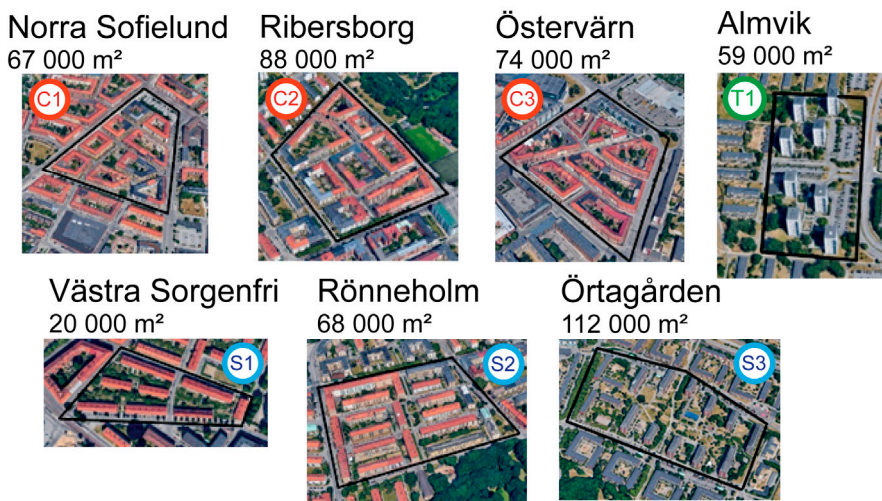 Norra Sofielund
67 000 m²
C1
Ribersborg
88 000 m²
C2
Östervärn
74 000 m²
C3
Almvik
59 000 m²
T1
Västra Sorgenfri
20 000 m²
S1
Rönneholm
68 000 m²
S2
Örtagården
112 000 m²
S3